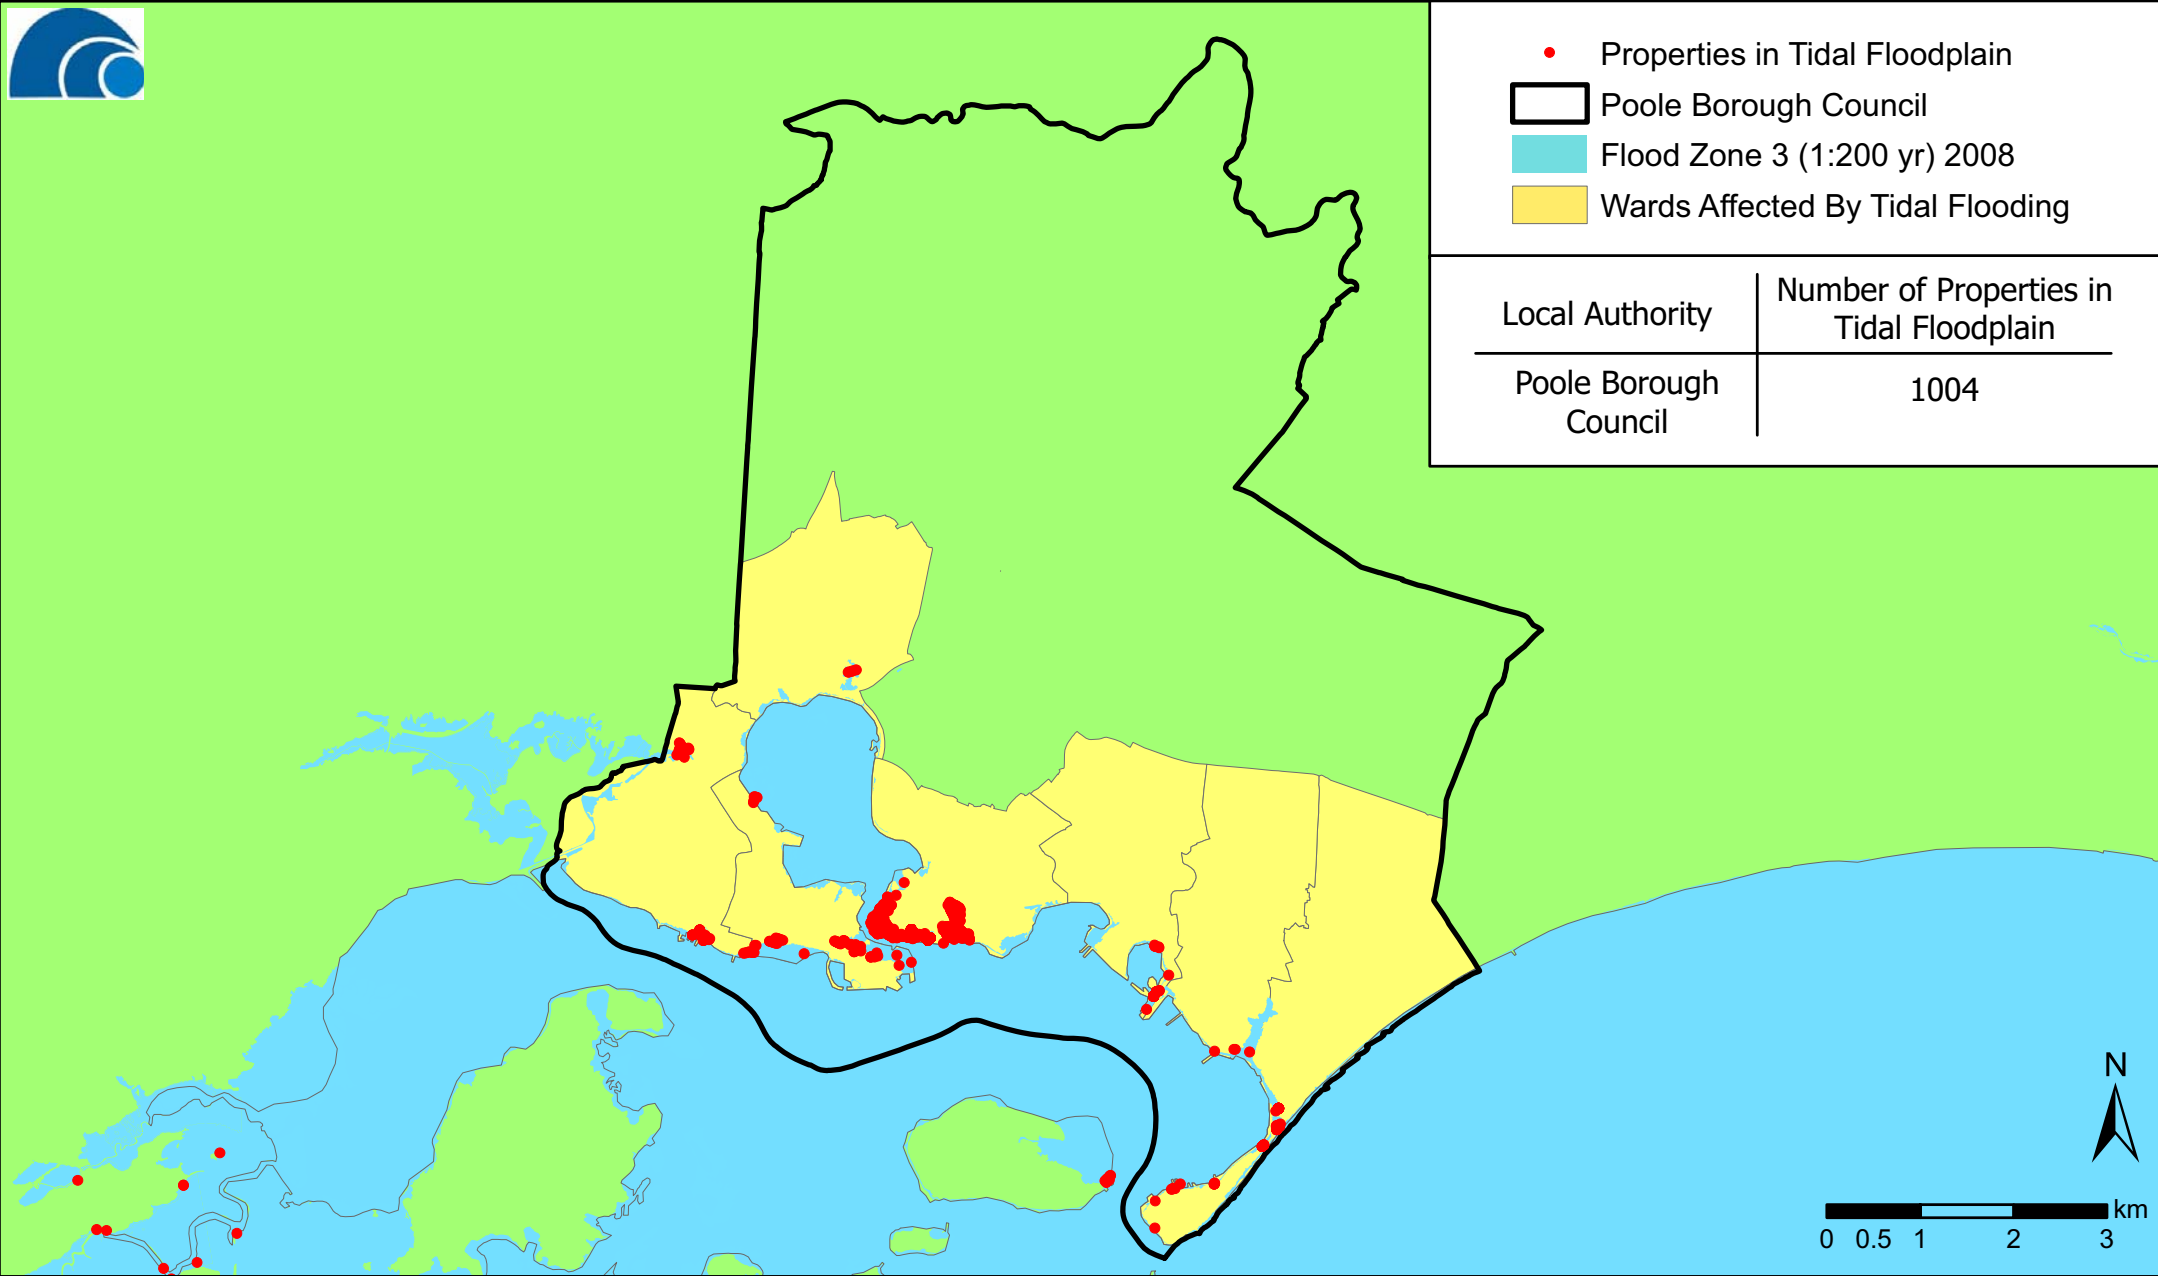 Properties in Tidal Floodplain
Poole Borough Council
Flood Zone 3 (1:200 yr) 2008
Wards Affected By Tidal Flooding
Local Authority
Number of Properties in
Tidal Floodplain
Poole Borough
Council
1004
N
km
0 0.5 1 2 3